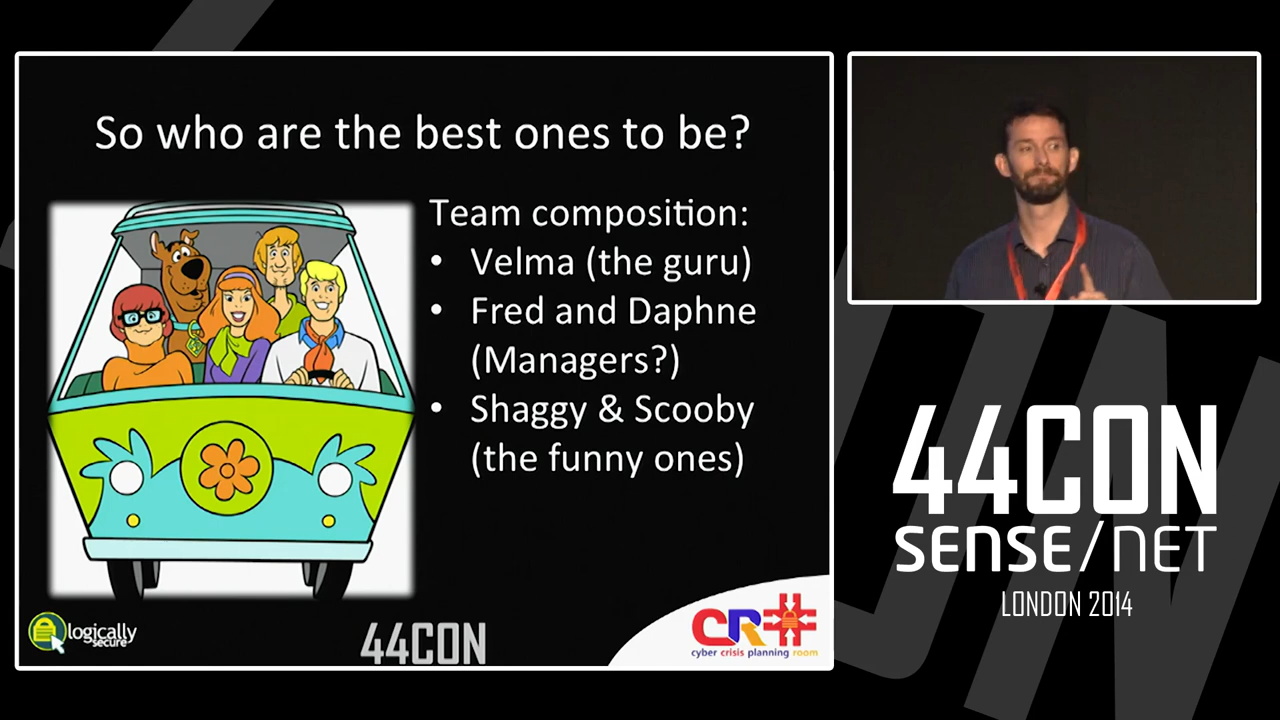 So who are the best ones to be?
Team composition:
• Velma (the guru)
• Fred and Daphne
(Managers?)
• Shaggy & Scooby
(the funny ones)
logically
secure
44CON
CR
cyber crisis planning room
44CON
SENSE/NET
LONDON 2014